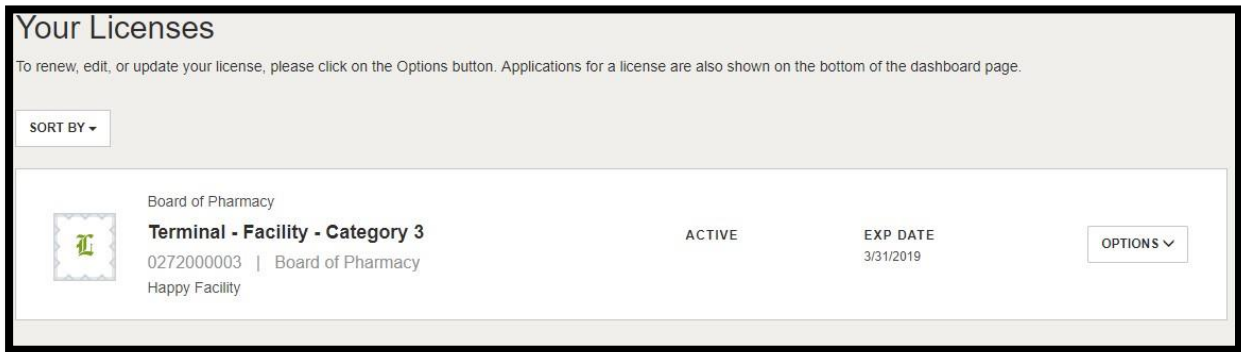 Your Licenses
To renew, edit, or update your license, please click on the Options button. Applications for a license are also shown on the bottom of the dashboard page.
SORT BY
L
Board of Pharmacy
Terminal - Facility - Category 3
0272000003 | Board of Pharmacy
Happy Facility
ACTIVE
EXP DATE
3/31/2019
OPTIONS